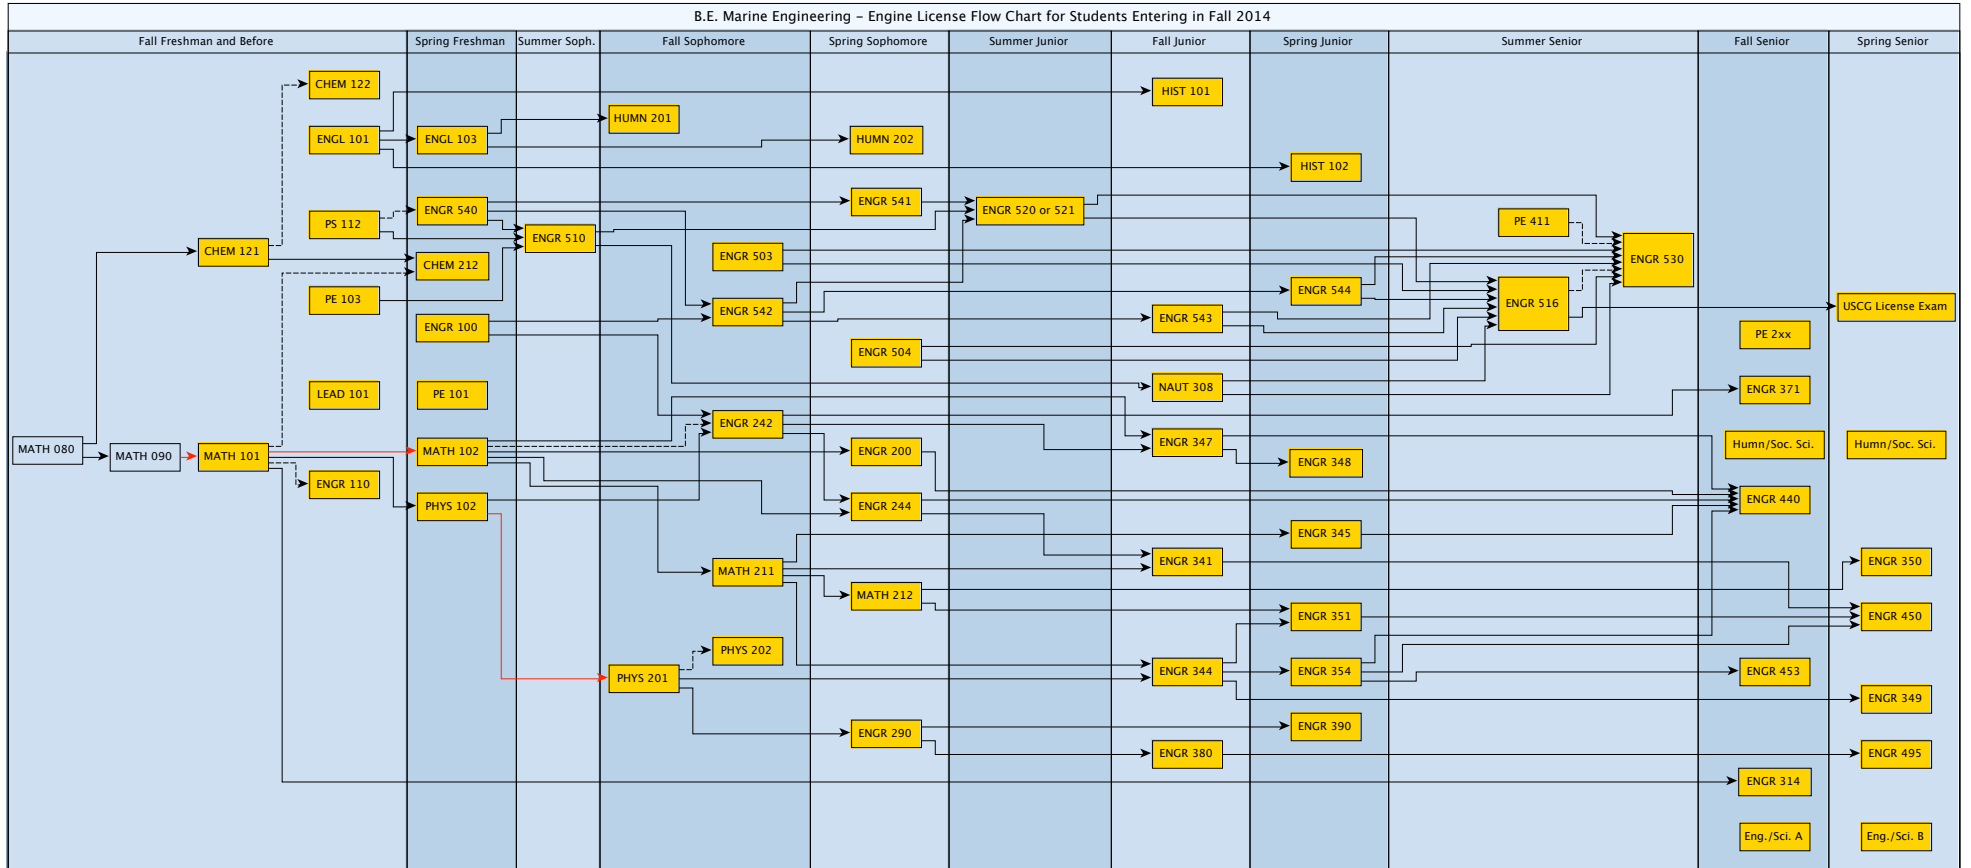 B.E. Marine Engineering - Engine License Flow Chart for Students Entering in Fall 2014
Fall Freshman and Before
Spring Freshman
Summer Soph.
Fall Sophomore
Spring Sophomore
Summer Junior
Fall Junior
Spring Junior
Summer Senior
Fall Senior
Spring Senior
MATH 080
MATH 090
CHEM 121
MATH 101
CHEM 122
ENGL 101
PS 112
PE 103
LEAD 101
ENGR 110
ENGL 103
ENGR 540
CHEM 212
ENGR 100
PE 101
MATH 102
PHYS 102
ENGR 510
HUMN 201
PHYS 201
ENGR 503
ENGR 542
ENGR 242
MATH 211
PHYS 202
HUMN 202
ENGR 541
ENGR 504
ENGR 200
ENGR 244
MATH 212
ENGR 290
ENGR 520 or 521
HIST 101
ENGR 543
NAUT 308
ENGR 347
ENGR 341
ENGR 344
ENGR 380
HIST 102
ENGR 544
ENGR 348
ENGR 345
ENGR 351
ENGR 354
ENGR 390
PE 411
ENGR 516
ENGR 530
PE 2xx
ENGR 371
Humn/Soc. Sci.
ENGR 440
ENGR 453
ENGR 314
Eng./Sci. A
USCG License Exam
Humn/Soc. Sci.
ENGR 350
ENGR 450
ENGR 349
ENGR 495
Eng./Sci. B